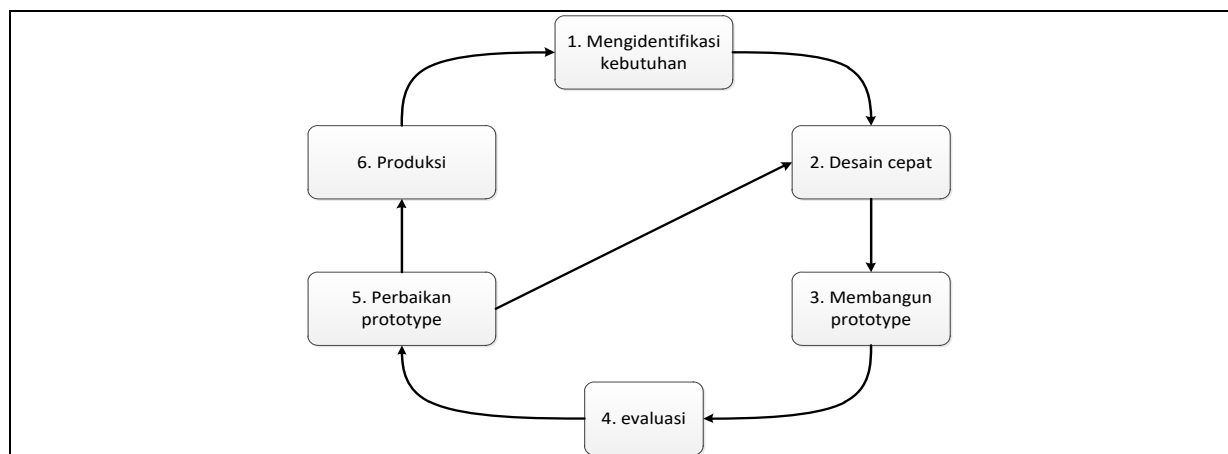 1. Mengidentifikasi
kebutuhan
2. Desain cepat
3. Membangun
prototype
4. evaluasi
5. Perbaikan
prototype
6. Produksi